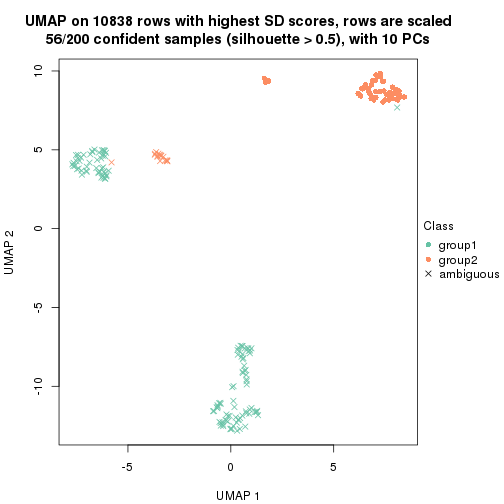 UMAP on 10838 rows with highest SD scores, rows are scaled
56/200 confident samples (silhouette > 0.5), with 10 PCs
10
5
0
-5
-10
UMAP 2
-5
0
5
UMAP 1
Class
group1
group2
ambiguous